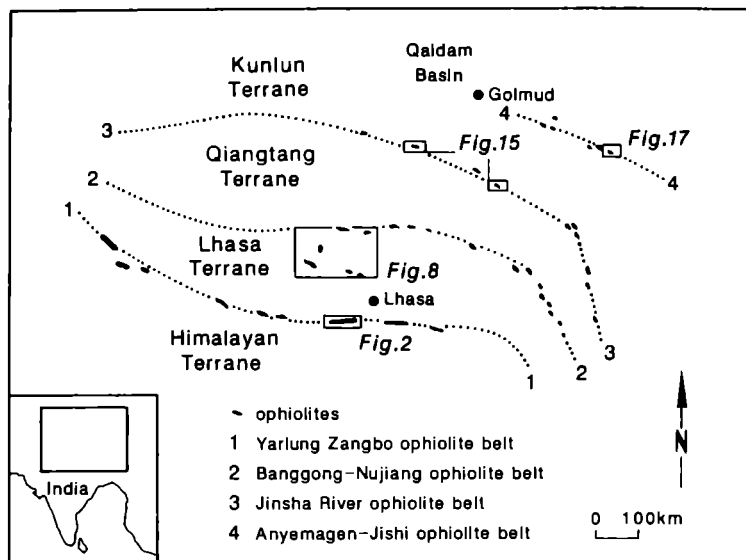 Qaidam
Basin
Kunlun
Terrane
Golmud
4
3
Fig.15
Fig.17
Qiangtang
Terrane
2
4
1
Lhasa
Terrane
Fig.8
Lhasa
Himalayan
Terrane
Fig.2
3
1
2
ophiolites
1 Yarlung Zangbo ophiolite belt
2 Banggong-Nujiang ophiolite belt
3 Jinsha River ophiolite belt
4 Anyemagen-Jishi ophiolite belt
India
N
0 100km